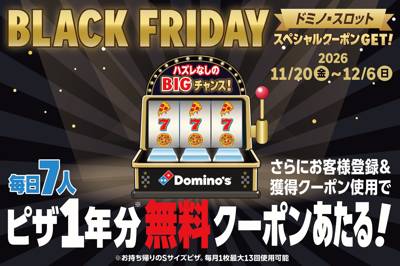 BLACK FRIDAY
ドミノ・スロット
スペシャルクーポンGET!
2026
11/20金～12/6日
ハズレなしの
BIGチャンス!
7 7 7
Domino's
毎日7人
さらにお客様登録&
獲得クーポン使用で
ピザ1年分※無料クーポンあたる!
※お持ち帰りのSサイズピザ。毎月1枚最大13回使用可能